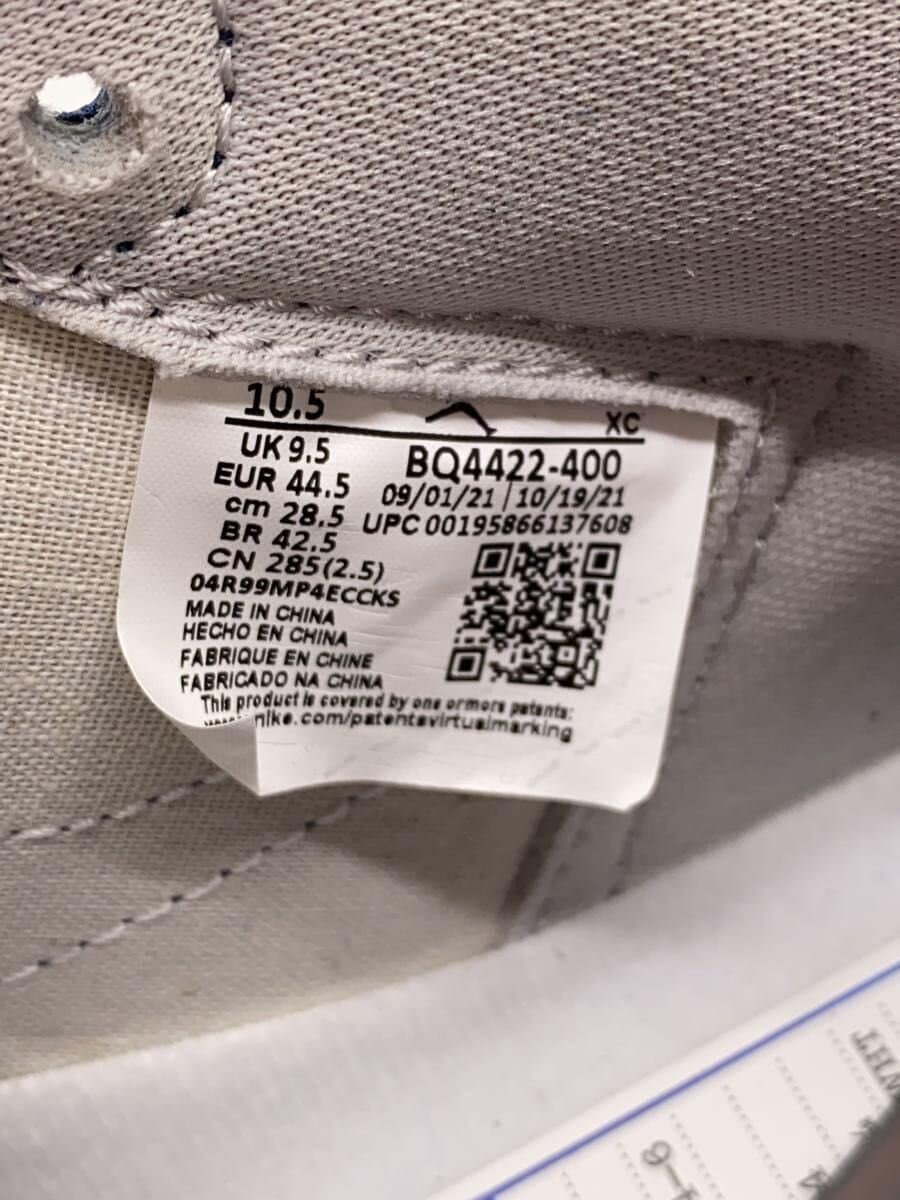 10.5 XC
UK 9.5 BQ4422-400
EUR 44.5 09/01/21 | 10/19/21
cm 28.5 UPC 00195866137608
BR 42.5
CN 285(2.5)
04R99MP4ECCKS
MADE IN CHINA
HECHO EN CHINA
FABRIQUE EN CHINE
FABRICADO NA CHINA
This product is covered by one ormore patents:
nike.com/patentsvirtualmarking
WHT